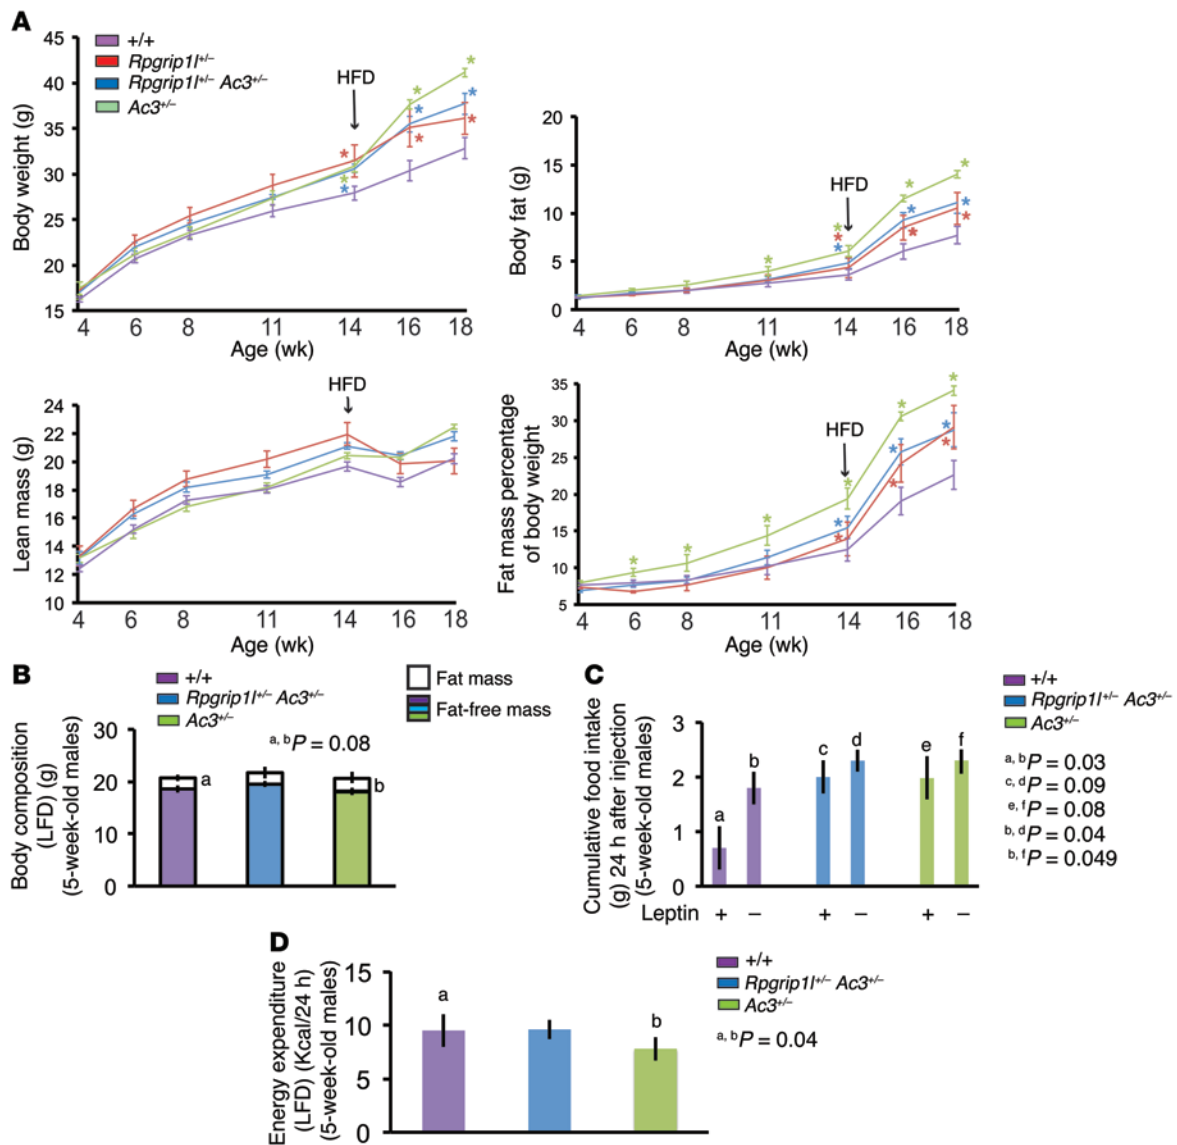 A
+/+
Rpgrip1l+/–
Rpgrip1l+/– Ac3+/–
Ac3+/–
Body weight (g)
45
40
35
30
25
20
15
HFD
* * * * * * * * *
4 6 8 11 14 16 18
Age (wk)
Body fat (g)
20
15
10
5
0
HFD
* * * * * * * * * *
4 6 8 11 14 16 18
Age (wk)
Lean mass (g)
24
22
20
18
16
14
12
10
HFD
4 6 8 11 14 16 18
Age (wk)
Fat mass percentage
of body weight
35
30
25
20
15
10
5
HFD
* * * * * * * * * * * *
4 6 8 11 14 16 18
Age (wk)
B
+/+
Rpgrip1l+/– Ac3+/–
Ac3+/–
Fat mass
Fat-free mass
Body composition
(LFD) (g)
(5-week-old males)
30
20
10
0
a, bP = 0.08
a
b
C
+/+
Rpgrip1l+/– Ac3+/–
Ac3+/–
Cumulative food intake
(g) 24 h after injection
(5-week-old males)
3
2
1
0
a b c d e f
Leptin + – + – + –
a, bP = 0.03
c, dP = 0.09
e, fP = 0.08
b, dP = 0.04
b, fP = 0.049
D
Energy expenditure
(LFD) (Kcal/24 h)
(5-week-old males)
15
10
5
0
a
b
+/+
Rpgrip1l+/– Ac3+/–
Ac3+/–
a, bP = 0.04